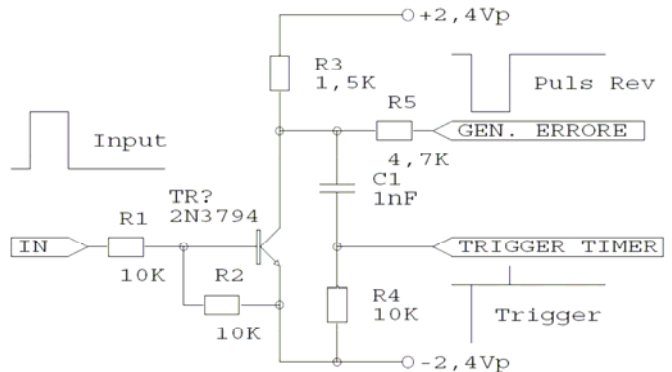 +2,4Vp
R3
1,5K
Puls Rev
R5
GEN. ERRORE
4,7K
Input
C1
1nF
TR?
2N3794
R1
IN
10K
R2
10K
TRIGGER TIMER
R4
10K
Trigger
-2,4Vp